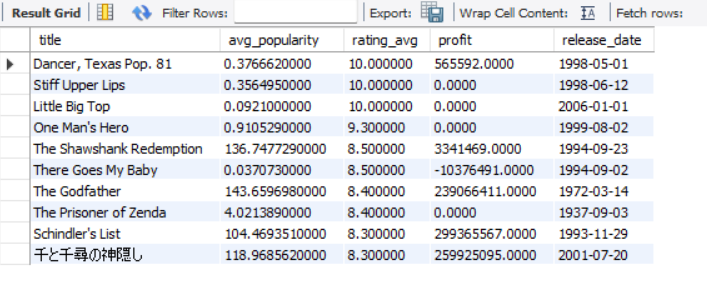 Result Grid Filter Rows: Export: Wrap Cell Content: Fetch rows:
title avg_popularity rating_avg profit release_date
Dancer, Texas Pop. 81 0.3766620000 10.000000 565592.0000 1998-05-01
Stiff Upper Lips 0.3564950000 10.000000 0.0000 1998-06-12
Little Big Top 0.0921000000 10.000000 0.0000 2006-01-01
One Man's Hero 0.9105290000 9.300000 0.0000 1999-08-02
The Shawshank Redemption 136.7477290000 8.500000 3341469.0000 1994-09-23
There Goes My Baby 0.0370730000 8.500000 -10376491.0000 1994-09-02
The Godfather 143.6596980000 8.400000 239066411.0000 1972-03-14
The Prisoner of Zenda 4.0213890000 8.400000 0.0000 1937-09-03
Schindler's List 104.4693510000 8.300000 299365567.0000 1993-11-29
千と千尋の神隠し 118.9685620000 8.300000 259925095.0000 2001-07-20